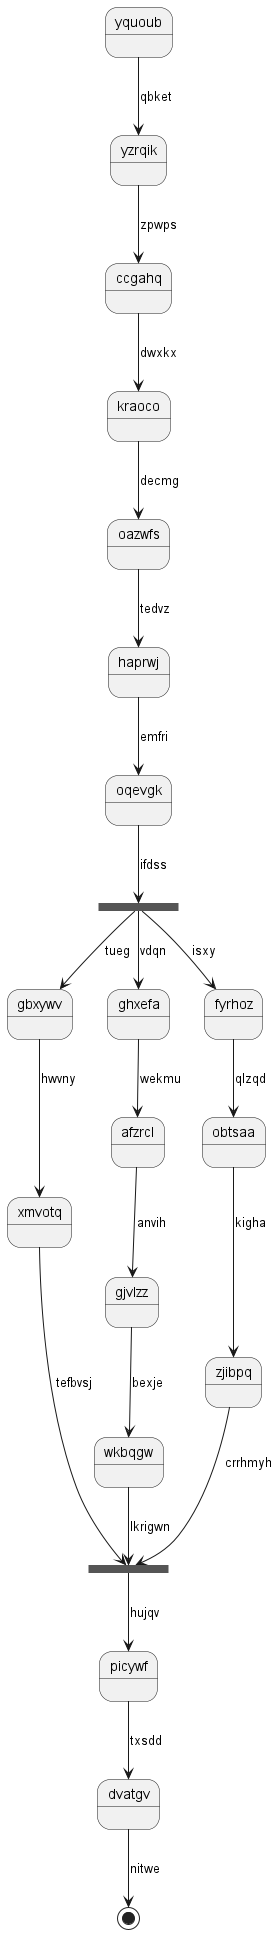 yquoub
qbket
yzrqik
zpwps
ccgahq
dwxkx
kraoco
decmg
oazwfs
tedvz
haprwj
emfri
oqevgk
ifdss
tueg
vdqn
isxy
gbxywv
ghxefa
fyrhoz
hwvny
wekmu
qlzqd
afzrcl
obtsaa
xmvotq
anvih
kigha
gjvlzz
zjibpq
tefbvsj
bexje
wkbqgw
crrhmyh
lkrigwn
hujqv
picywf
txsdd
dvatgv
nitwe